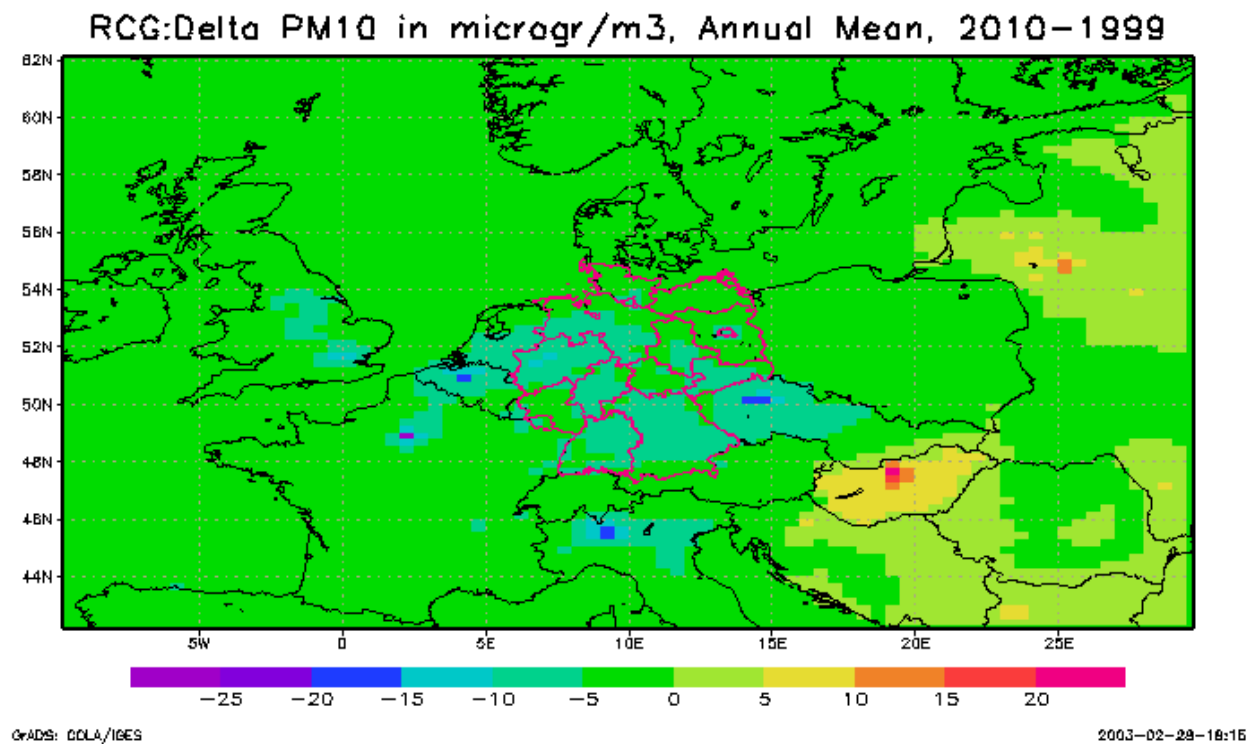 RCG:Delta PM10 in microgr/m3, Annual Mean, 2010-1999
62N
60N
58N
56N
54N
52N
50N
48N
46N
44N
5W 0 5E 10E 15E 20E 25E
-25 -20 -15 -10 -5 0 5 10 15 20
GrADS: COLA/IGES 2003-02-28-18:15